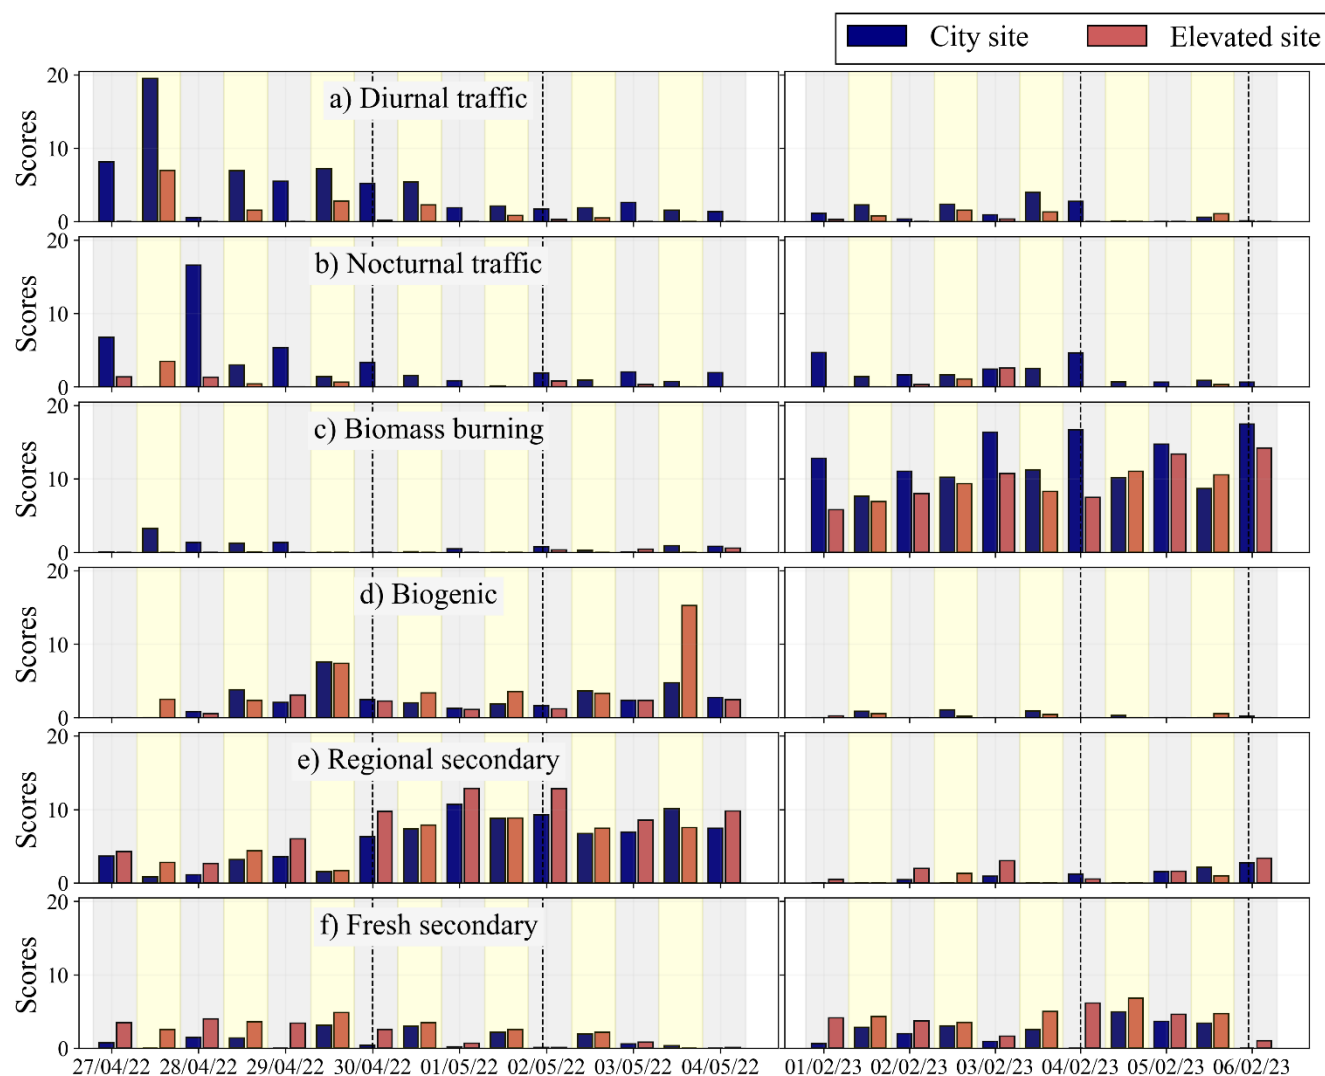 City site Elevated site
20
a) Diurnal traffic
Scores
10
0
20
b) Nocturnal traffic
Scores
10
0
20
c) Biomass burning
Scores
10
0
20
d) Biogenic
Scores
10
0
20
e) Regional secondary
Scores
10
0
20
f) Fresh secondary
Scores
10
0
27/04/22 28/04/22 29/04/22 30/04/22 01/05/22 02/05/22 03/05/22 04/05/22 01/02/23 02/02/23 03/02/23 04/02/23 05/02/23 06/02/23